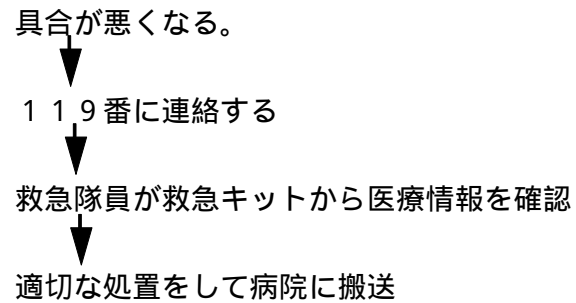 具合が悪くなる。
１１９番に連絡する
救急隊員が救急キットから医療情報を確認
適切な処置をして病院に搬送